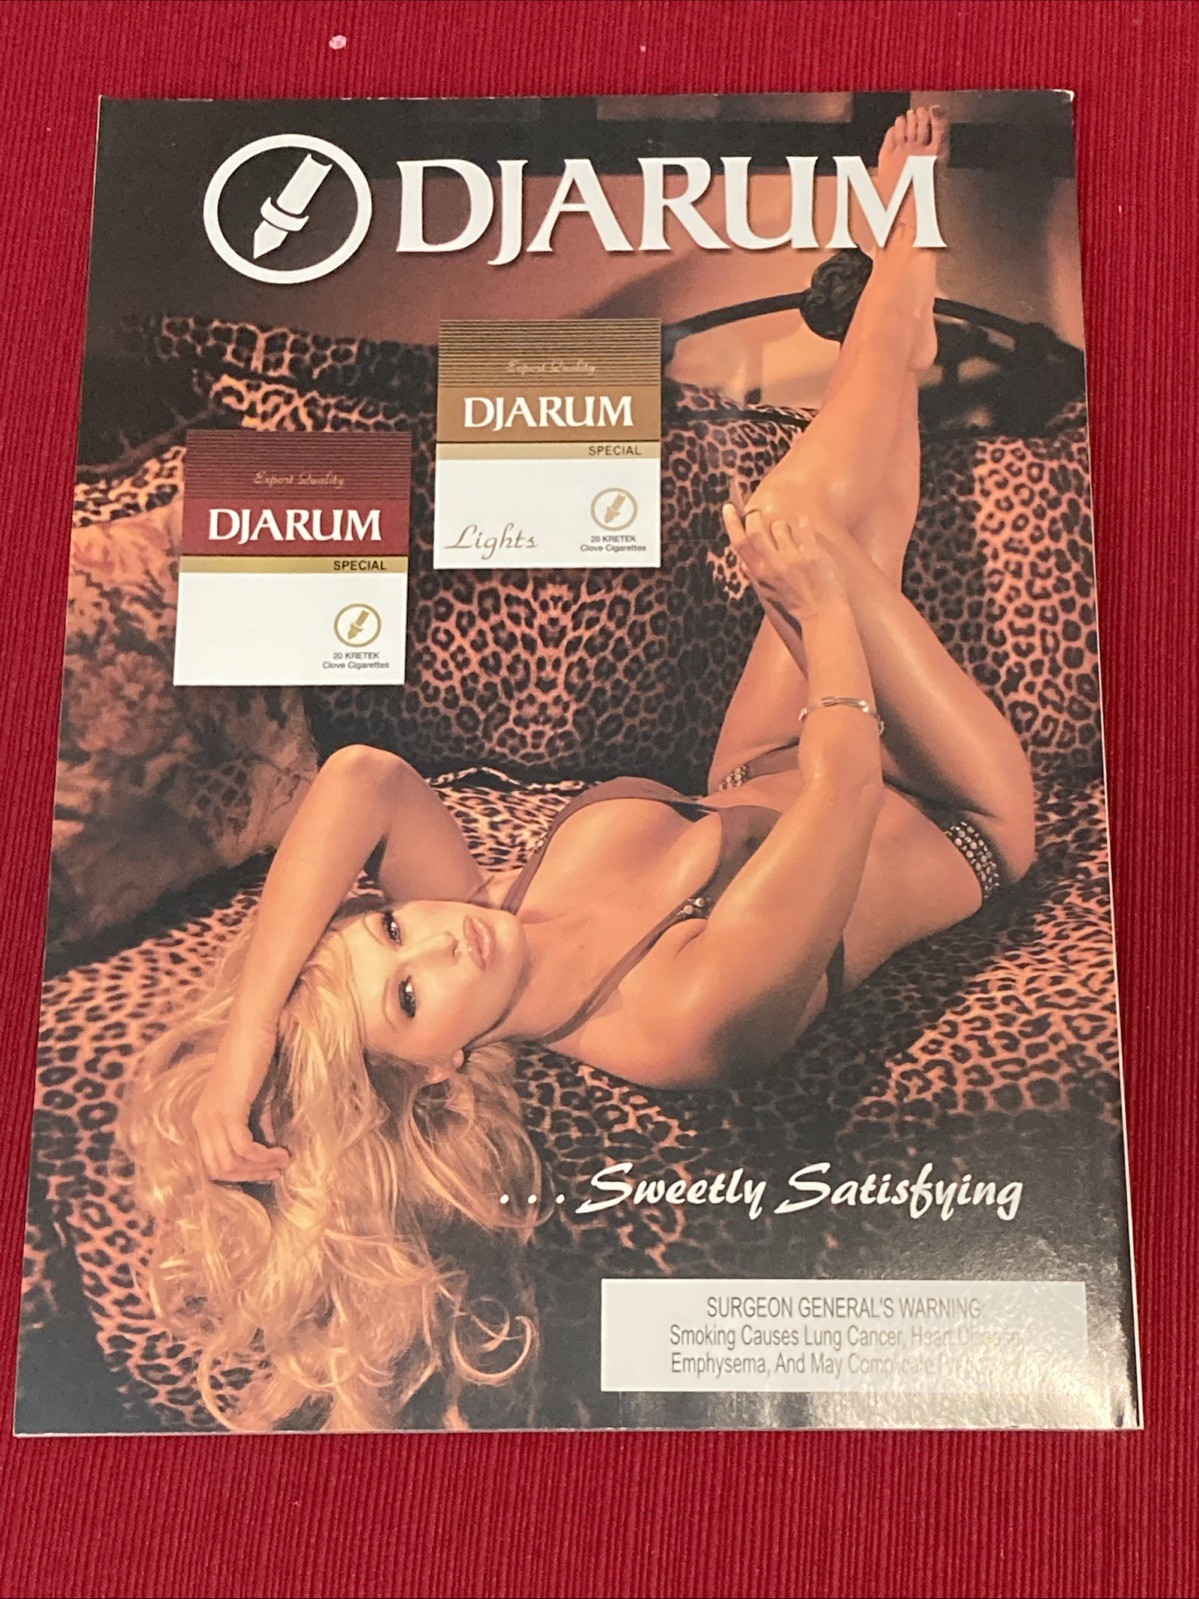 DJARUM
Export Quality
DJARUM
SPECIAL
Lights
20 KRETEK
Clove Cigarettes
Export Quality
DJARUM
SPECIAL
20 KRETEK
Clove Cigarettes
...Sweetly Satisfying
SURGEON GENERAL'S WARNING:
Smoking Causes Lung Cancer, Heart Disease,
Emphysema, And May Complicate